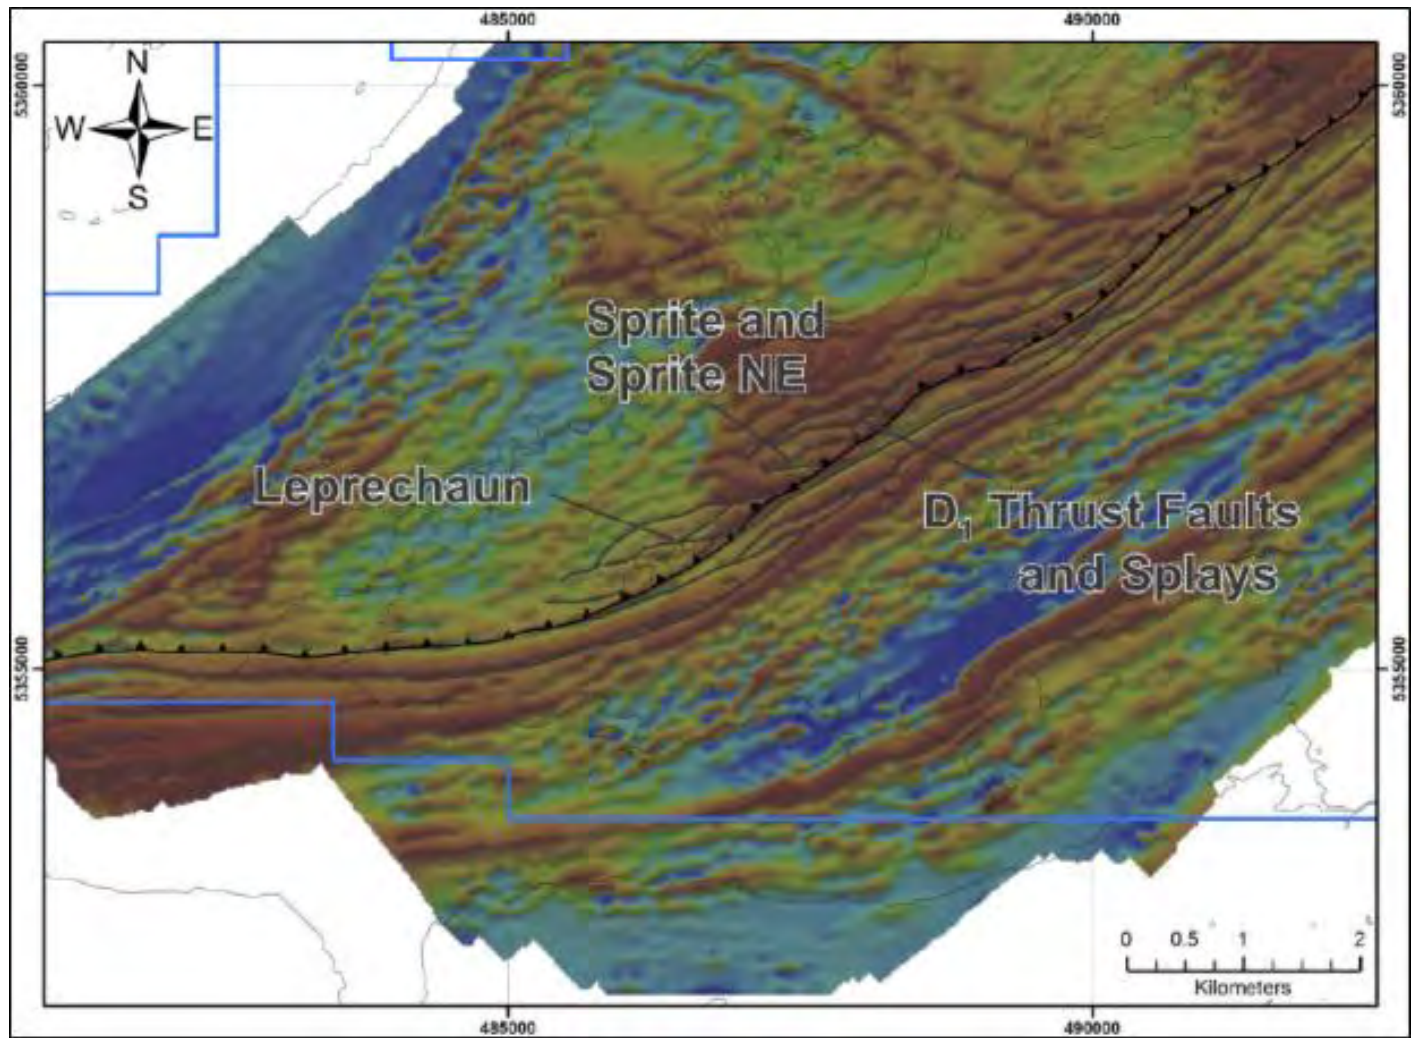 485000
490000
5360000
5360000
N
W
E
S
Sprite and
Sprite NE
Leprechaun
D1 Thrust Faults
and Splays
5355000
5355000
0
0.5
1
2
Kilometers
485000
490000